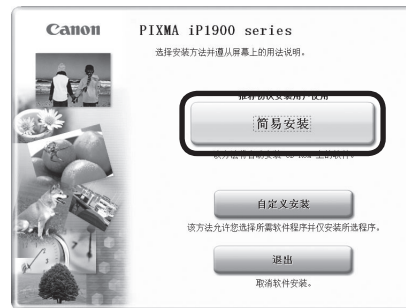 Canon
PIXMA iP1900 series
选择安装方法并遵从屏幕上的用法说明。
简易安装
自定义安装
该方法允许您选择所需软件程序并仅安装所选程序。
退出
取消软件安装。